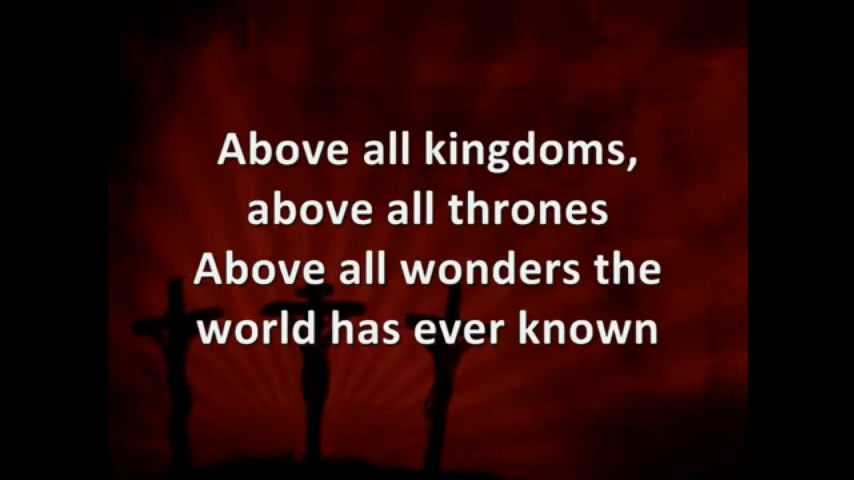 Above all kingdoms,
above all thrones
Above all wonders the
world has ever known